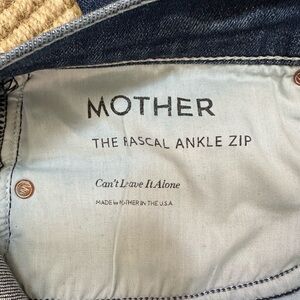 MOTHER
THE RASCAL ANKLE ZIP
Can't Leave It Alone
MADE by MOTHER IN THE U.S.A.